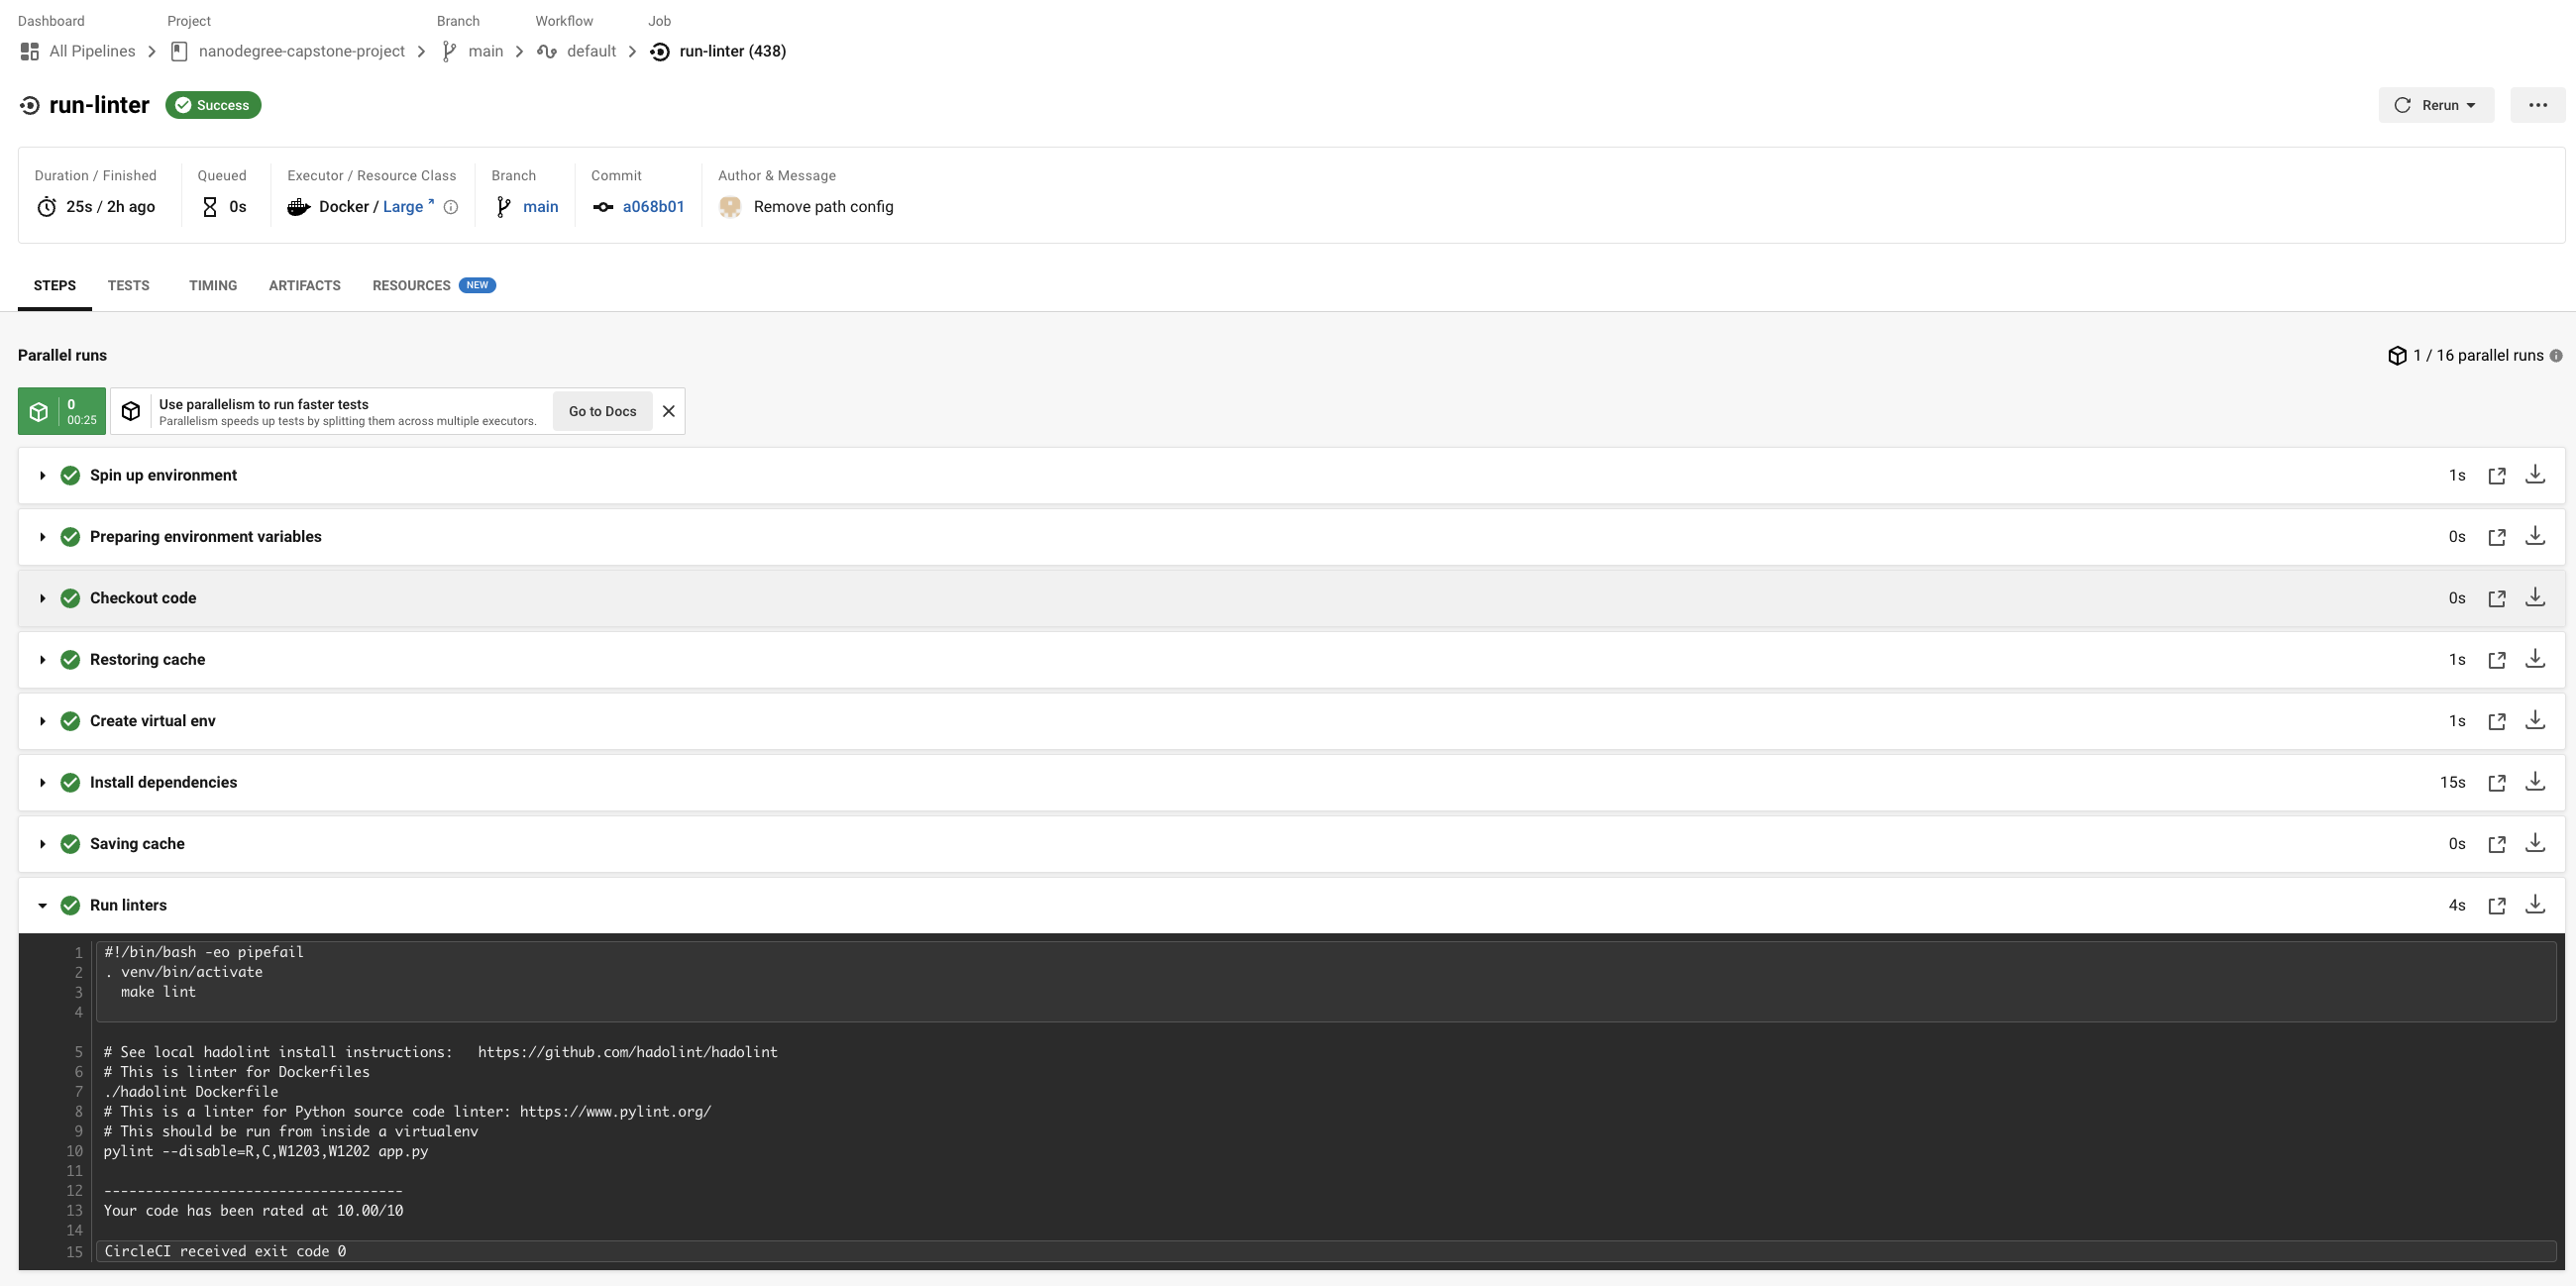 Dashboard Project Branch Workflow Job
All Pipelines nanodegree-capstone-project main default run-linter (438)
run-linter Success Rerun
Duration / Finished Queued Executor / Resource Class Branch Commit Author & Message
25s / 2h ago 0s Docker / Large main a068b01 Remove path config
STEPS TESTS TIMING ARTIFACTS RESOURCES NEW
Parallel runs 1 / 16 parallel runs
0
00:25
Use parallelism to run faster tests
Parallelism speeds up tests by splitting them across multiple executors.
Go to Docs
Spin up environment 1s
Preparing environment variables 0s
Checkout code 0s
Restoring cache 1s
Create virtual env 1s
Install dependencies 15s
Saving cache 0s
Run linters 4s
1 #!/bin/bash -eo pipefail
2 . venv/bin/activate
3 make lint
4
5 # See local hadolint install instructions:   https://github.com/hadolint/hadolint
6 # This is linter for Dockerfiles
7 ./hadolint Dockerfile
8 # This is a linter for Python source code linter: https://www.pylint.org/
9 # This should be run from inside a virtualenv
10 pylint --disable=R,C,W1203,W1202 app.py
11
12 ------------------------------------
13 Your code has been rated at 10.00/10
14
15 CircleCI received exit code 0